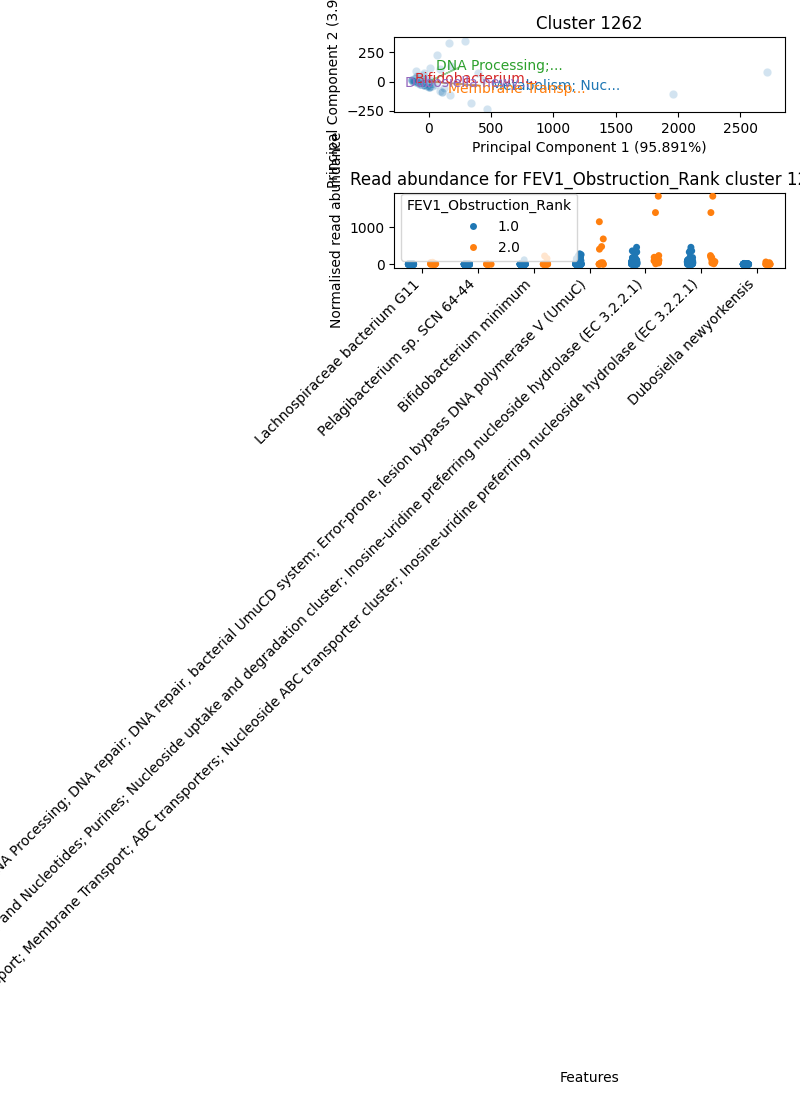 Cluster 1262
Principal Component 2 (3.9
250
0
−250
DNA Processing;...
Bifidobacterium...
Metabolism; Nuc...
Membrane Transp...
0
500
1000
1500
2000
2500
Principal Component 1 (95.891%)
Read abundance for FEV1_Obstruction_Rank cluster 12
Normalised read abundance
1000
0
FEV1_Obstruction_Rank
1.0
2.0
Lachnospiraceae bacterium G11
Pelagibacterium sp. SCN 64-44
Bifidobacterium minimum
NA Processing; DNA repair; DNA repair, bacterial UmuCD system; Error-prone, lesion bypass DNA polymerase V (UmuC)
and Nucleotides; Purines; Nucleoside uptake and degradation cluster; Inosine-uridine preferring nucleoside hydrolase (EC 3.2.2.1)
port; Membrane Transport; ABC transporters; Nucleoside ABC transporter cluster; Inosine-uridine preferring nucleoside hydrolase (EC 3.2.2.1)
Dubosiella newyorkensis
Features